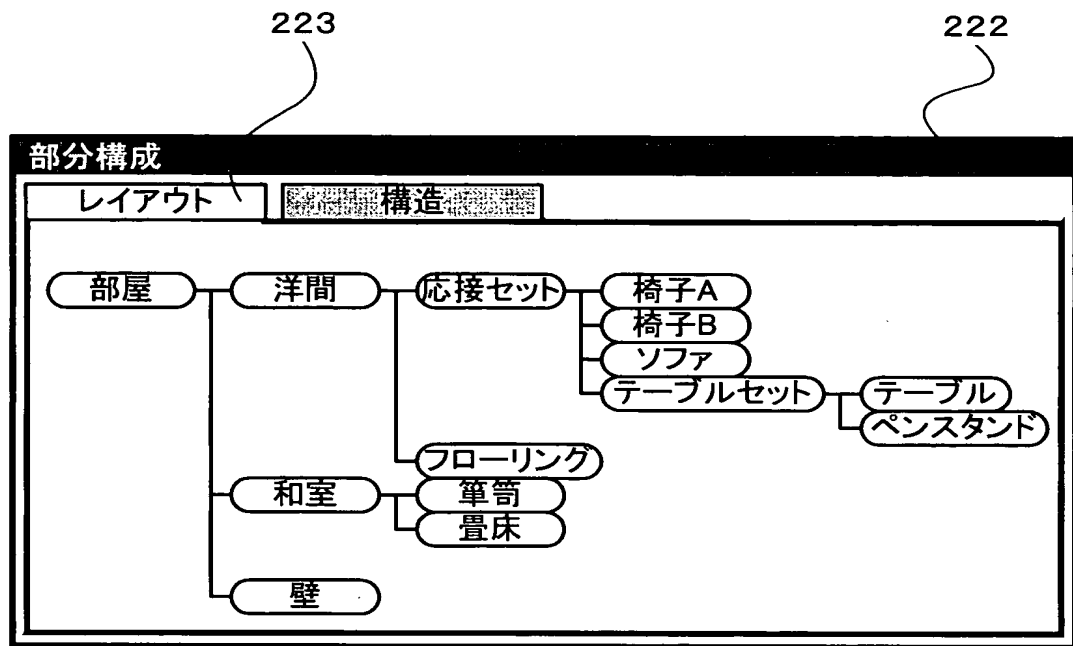 223
222
部分構成
レイアウト 構造
部屋 洋間 応接セット 椅子A
椅子B
ソファ
テーブルセット テーブル
ペンスタンド
フローリング
和室 箪笥
畳床
壁